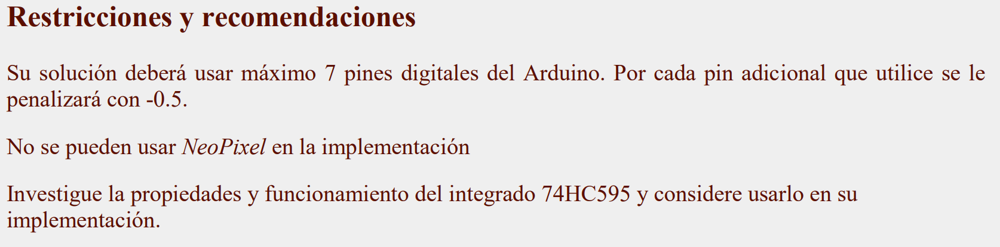 Restricciones y recomendaciones
Su solución deberá usar máximo 7 pines digitales del Arduino. Por cada pin adicional que utilice se le
penalizará con -0.5.
No se pueden usar NeoPixel en la implementación
Investigue la propiedades y funcionamiento del integrado 74HC595 y considere usarlo en su
implementación.